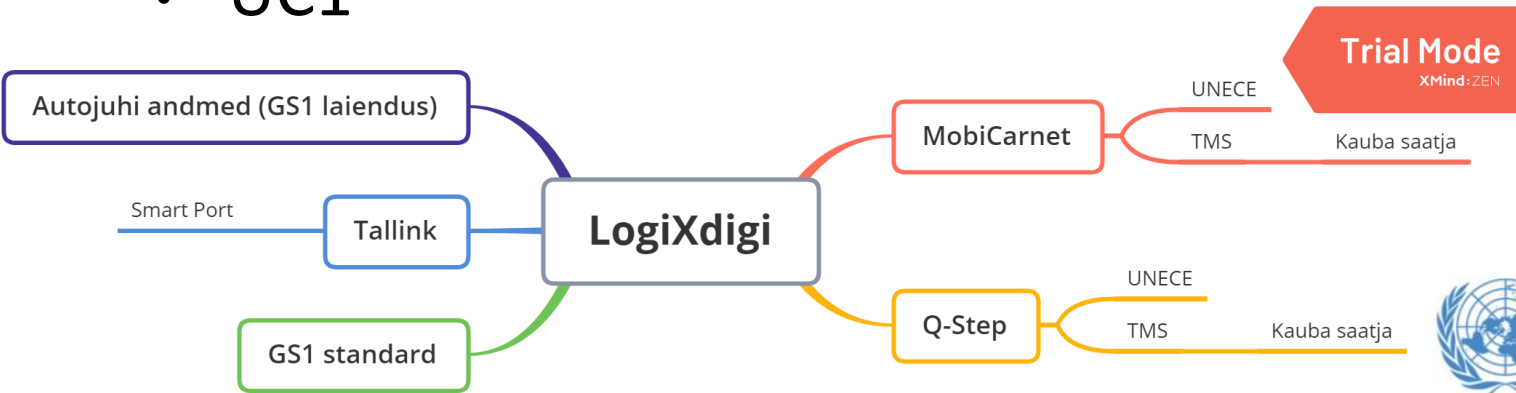 Trial Mode
XMind:ZEN
Autojuhi andmed (GS1 laiendus)
Smart Port
Tallink
GS1 standard
LogiXdigi
MobiCarnet
UNECE
TMS
Kauba saatja
Q-Step
UNECE
TMS
Kauba saatja